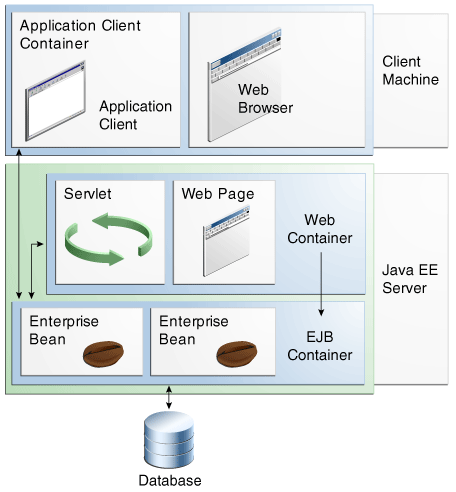 Application Client
Container
Application
Client
Web
Browser
Client
Machine
Servlet
Web Page
Web
Container
Java EE
Server
Enterprise
Bean
Enterprise
Bean
EJB
Container
Database